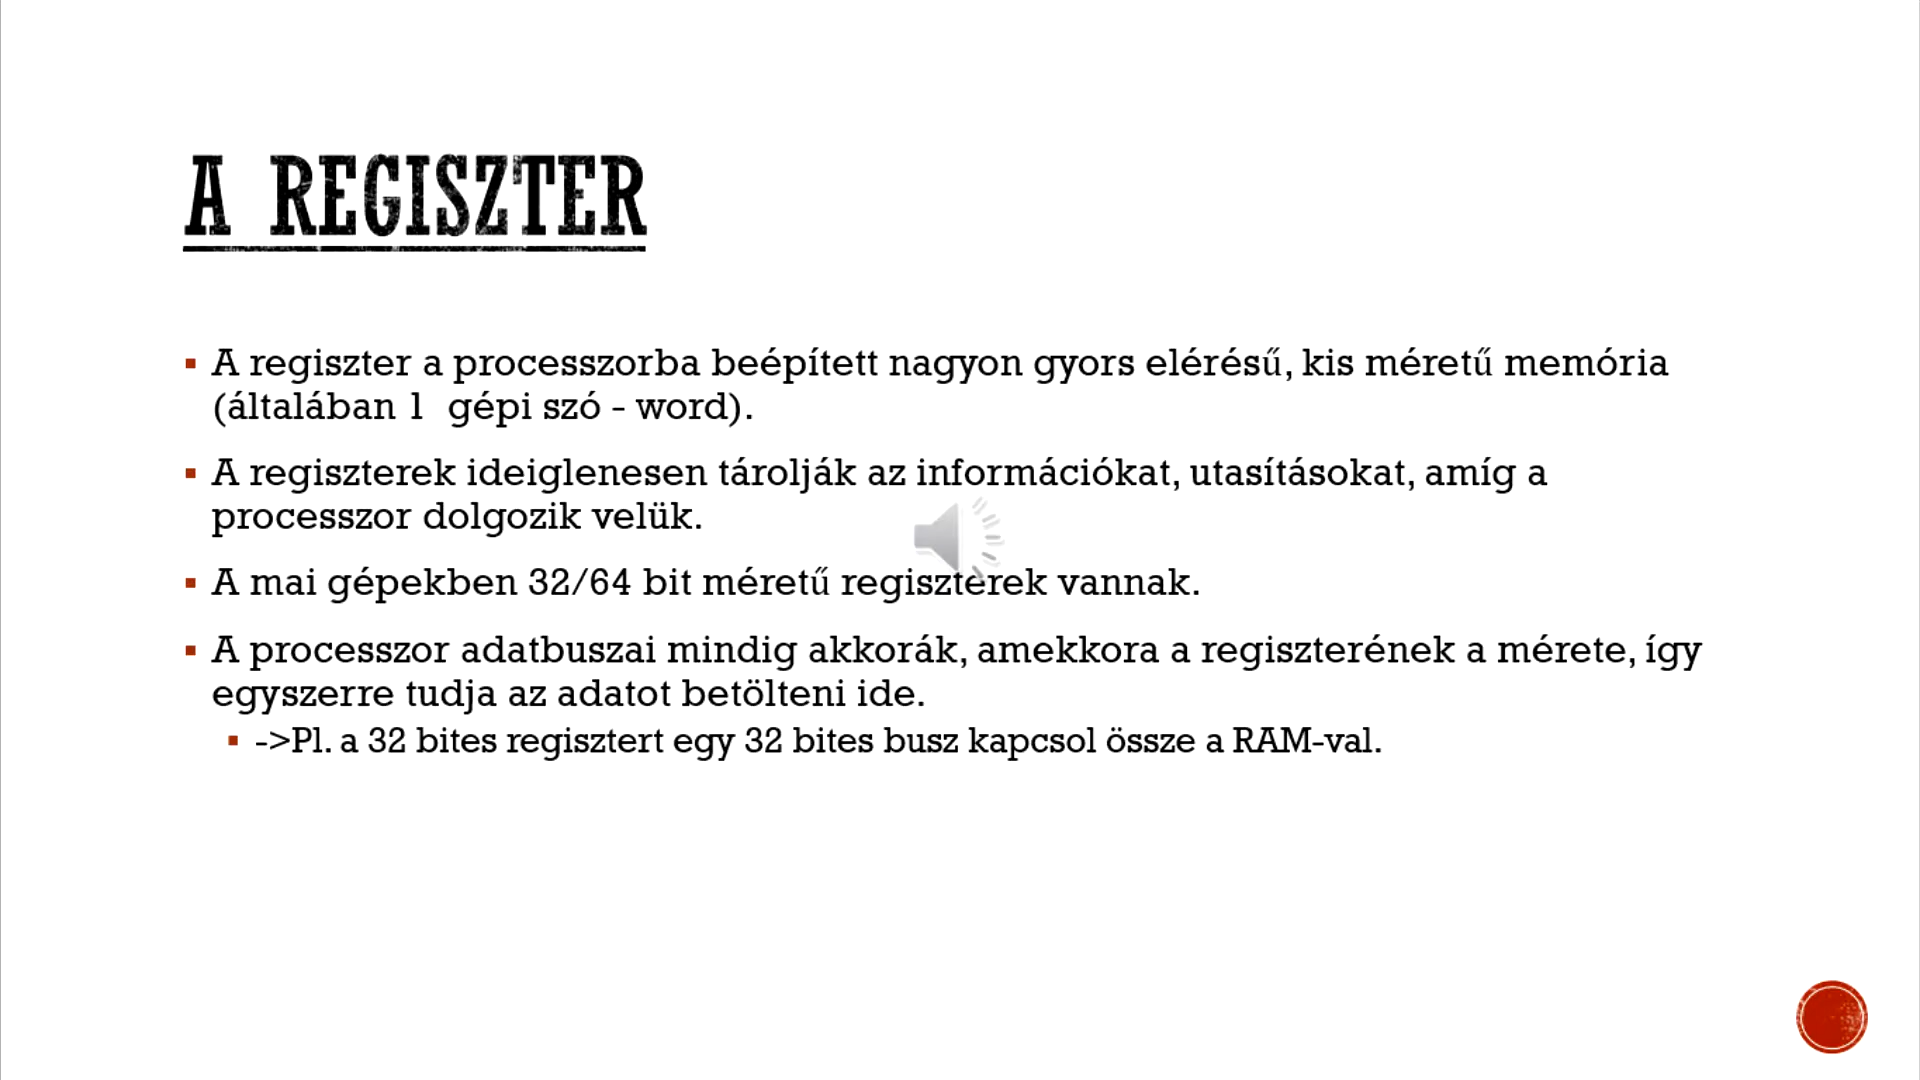 A REGISZTER
A regiszter a processzorba beépített nagyon gyors elérésű, kis méretű memória
(általában 1  gépi szó - word).
A regiszterek ideiglenesen tárolják az információkat, utasításokat, amíg a
processzor dolgozik velük.
A mai gépekben 32/64 bit méretű regiszterek vannak.
A processzor adatbuszai mindig akkorák, amekkora a regiszterének a mérete, így
egyszerre tudja az adatot betölteni ide.
->Pl. a 32 bites regisztert egy 32 bites busz kapcsol össze a RAM-val.